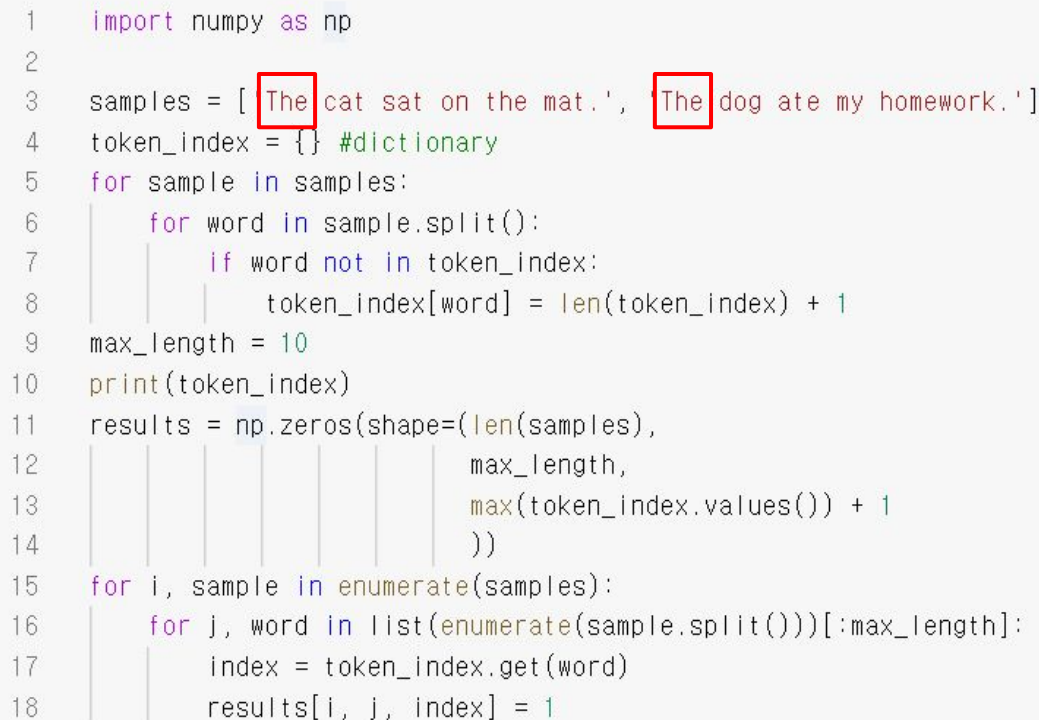 1 import numpy as np
2
3 samples = ['The cat sat on the mat.', 'The dog ate my homework.']
4 token_index = {} #dictionary
5 for sample in samples:
6 for word in sample.split():
7 if word not in token_index:
8 token_index[word] = len(token_index) + 1
9 max_length = 10
10 print(token_index)
11 results = np.zeros(shape=(len(samples),
12 max_length,
13 max(token_index.values()) + 1
14 ))
15 for i, sample in enumerate(samples):
16 for j, word in list(enumerate(sample.split()))[:max_length]:
17 index = token_index.get(word)
18 results[i, j, index] = 1